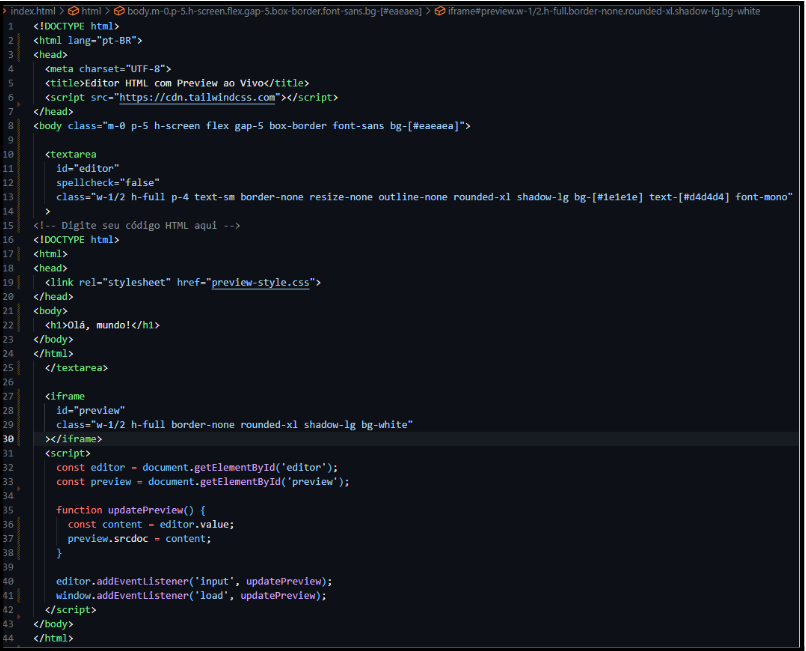 index.html > html > body.m-0.p-5.h-screen.flex.gap-5.box-border.font-sans.bg-[#eaeaea] > iframe#preview.w-1/2.h-full.border-none.rounded-xl.shadow-lg.bg-white
1 <!DOCTYPE html>
2 <html lang="pt-BR">
3 <head>
4 <meta charset="UTF-8">
5 <title>Editor HTML com Preview ao Vivo</title>
6 <script src="https://cdn.tailwindcss.com"></script>
7 </head>
8 <body class="m-0 p-5 h-screen flex gap-5 box-border font-sans bg-[#eaeaea]">
9
10 <textarea
11 id="editor"
12 spellcheck="false"
13 class="w-1/2 h-full p-4 text-sm border-none resize-none outline-none rounded-xl shadow-lg bg-[#1e1e1e] text-[#d4d4d4] font-mono"
14 >
15 <!-- Digite seu código HTML aqui -->
16 <!DOCTYPE html>
17 <html>
18 <head>
19 <link rel="stylesheet" href="preview-style.css">
20 </head>
21 <body>
22 <h1>Olá, mundo!</h1>
23 </body>
24 </html>
25 </textarea>
26
27 <iframe
28 id="preview"
29 class="w-1/2 h-full border-none rounded-xl shadow-lg bg-white"
30 ></iframe>
31 <script>
32 const editor = document.getElementById('editor');
33 const preview = document.getElementById('preview');
34
35 function updatePreview() {
36 const content = editor.value;
37 preview.srcdoc = content;
38 }
39
40 editor.addEventListener('input', updatePreview);
41 window.addEventListener('load', updatePreview);
42 </script>
43 </body>
44 </html>